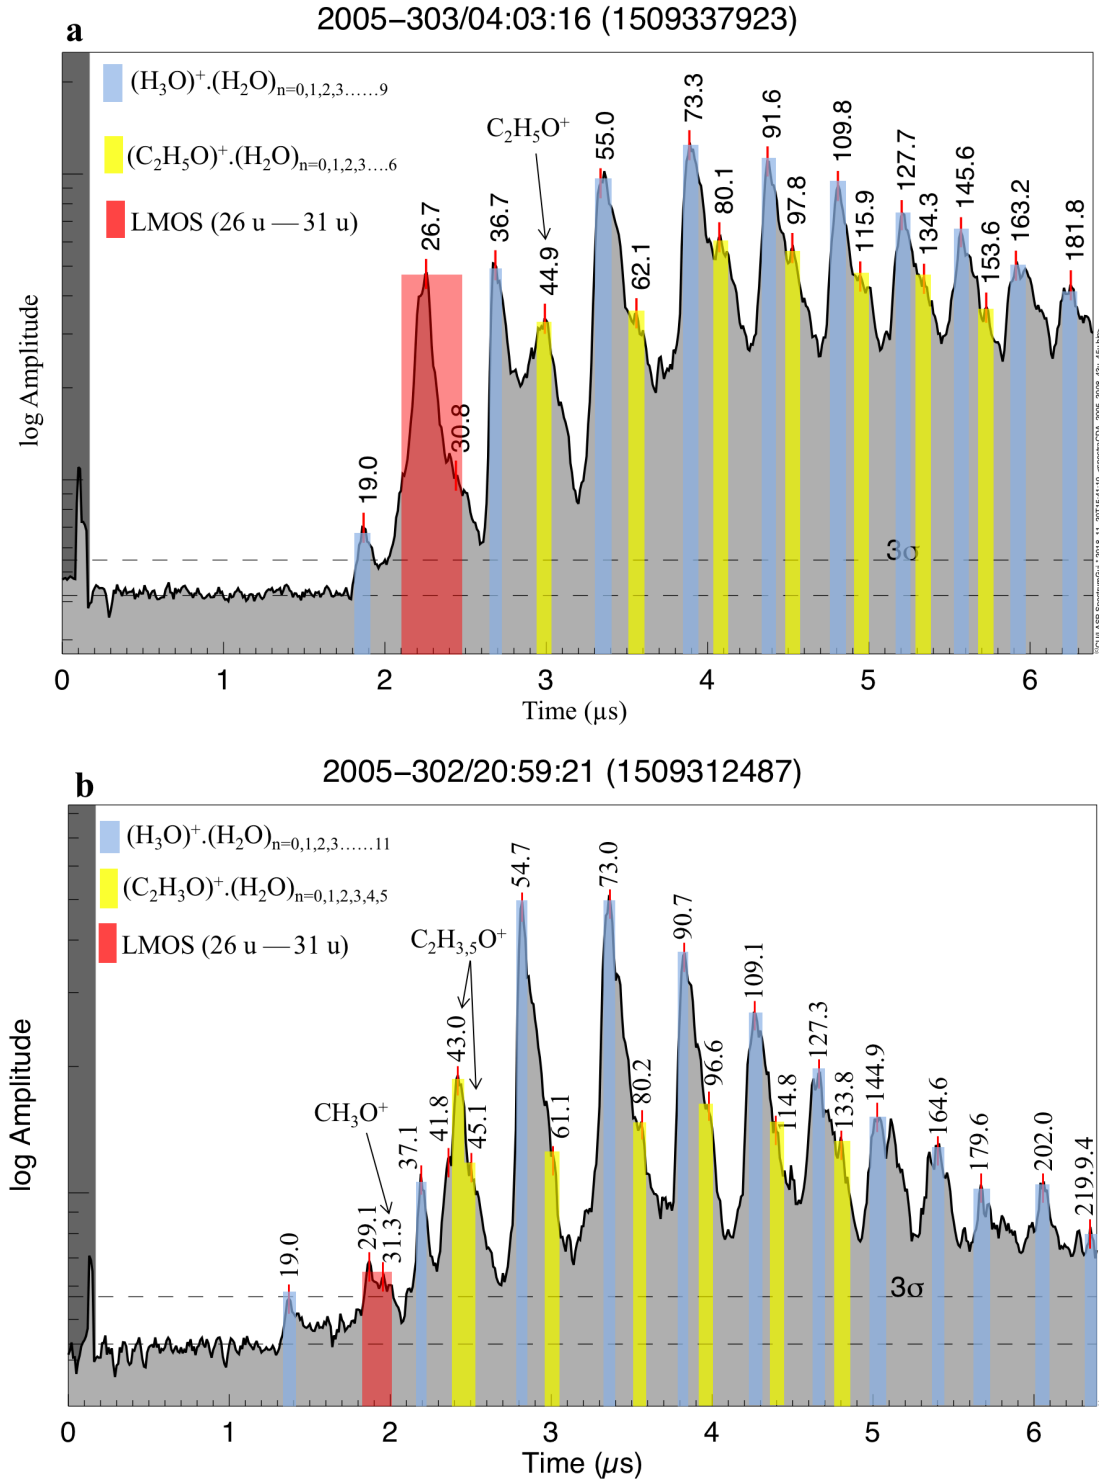 a
2005−303/04:03:16 (1509337923)
(H₃O)⁺.(H₂O)n=0,1,2,3……9
(C₂H₅O)⁺.(H₂O)n=0,1,2,3….6
LMOS (26 u — 31 u)
C₂H₅O⁺
19.0
26.7
30.8
36.7
44.9
55.0
62.1
73.3
80.1
91.6
97.8
109.8
115.9
127.7
134.3
145.6
153.6
163.2
181.8
3σ
log Amplitude
0 1 2 3 4 5 6
Time (µs)
b
2005−302/20:59:21 (1509312487)
(H₃O)⁺.(H₂O)n=0,1,2,3……11
(C₂H₃O)⁺.(H₂O)n=0,1,2,3,4,5
LMOS (26 u — 31 u)
C₂H₃,₅O⁺
CH₃O⁺
19.0
29.1
31.3
37.1
41.8
43.0
45.1
54.7
61.1
73.0
80.2
90.7
96.6
109.1
114.8
127.3
133.8
144.9
164.6
179.6
202.0
219.9.4
3σ
log Amplitude
0 1 2 3 4 5 6
Time (µs)